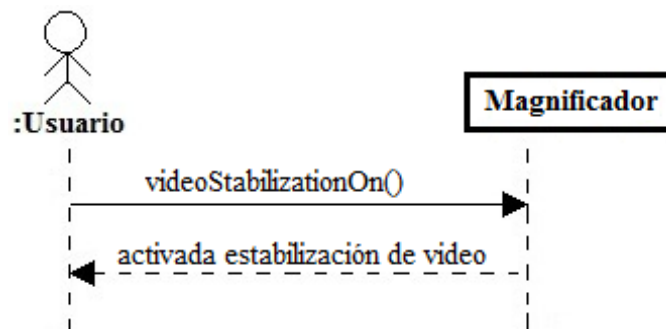 :Usuario
Magnificador
videoStabilizationOn()
activada estabilización de video